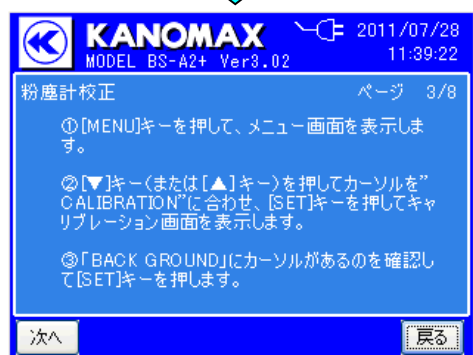 KANOMAX 2011/07/28
MODEL BS-A2+ Ver3.02 11:39:22
粉塵計校正 ページ 3/8
①[MENU]キーを押して、メニュー画面を表示しま
す。
②[▼]キー(または[▲]キー)を押してカーソルを”
CALIBRATION”に合わせ、[SET]キーを押してキャ
リブレーション画面を表示します。
③「BACK GROUND」にカーソルがあるのを確認し
て[SET]キーを押します。
次へ 戻る